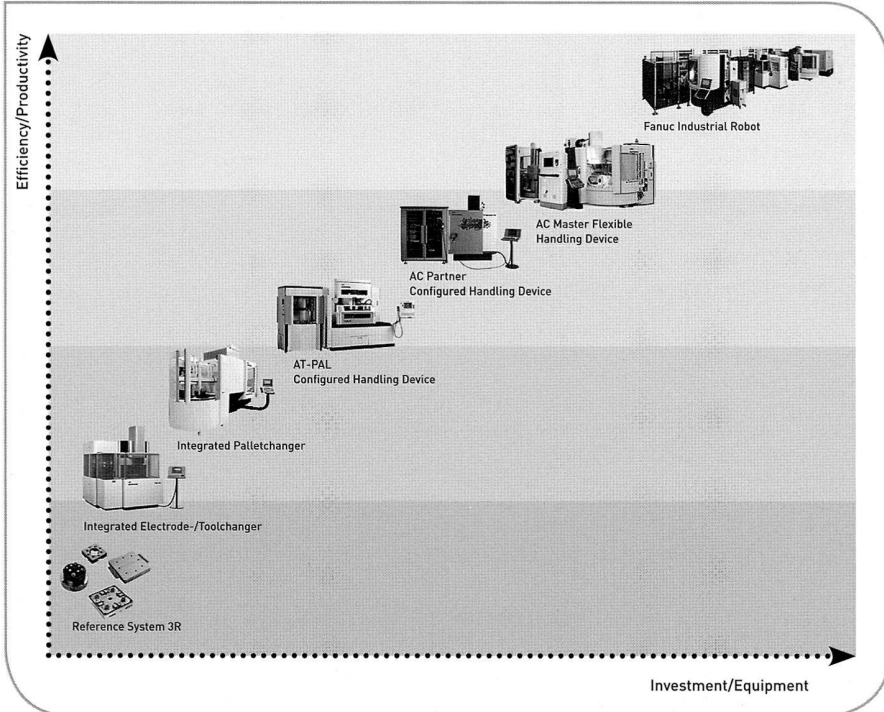 Efficiency/Productivity
Fanuc Industrial Robot
AC Master Flexible
Handling Device
AC Partner
Configured Handling Device
AT-PAL
Configured Handling Device
Integrated Palletchanger
Integrated Electrode-/Toolchanger
Reference System 3R
Investment/Equipment